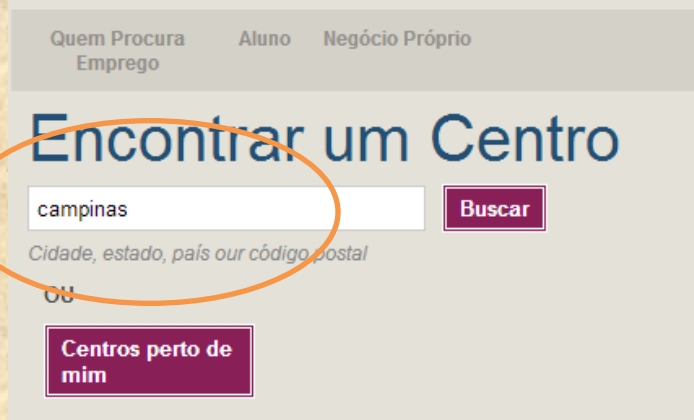 Quem Procura Aluno Negócio Próprio
Emprego
Encontrar um Centro
campinas Buscar
Cidade, estado, país our código postal
OU
Centros perto de
mim